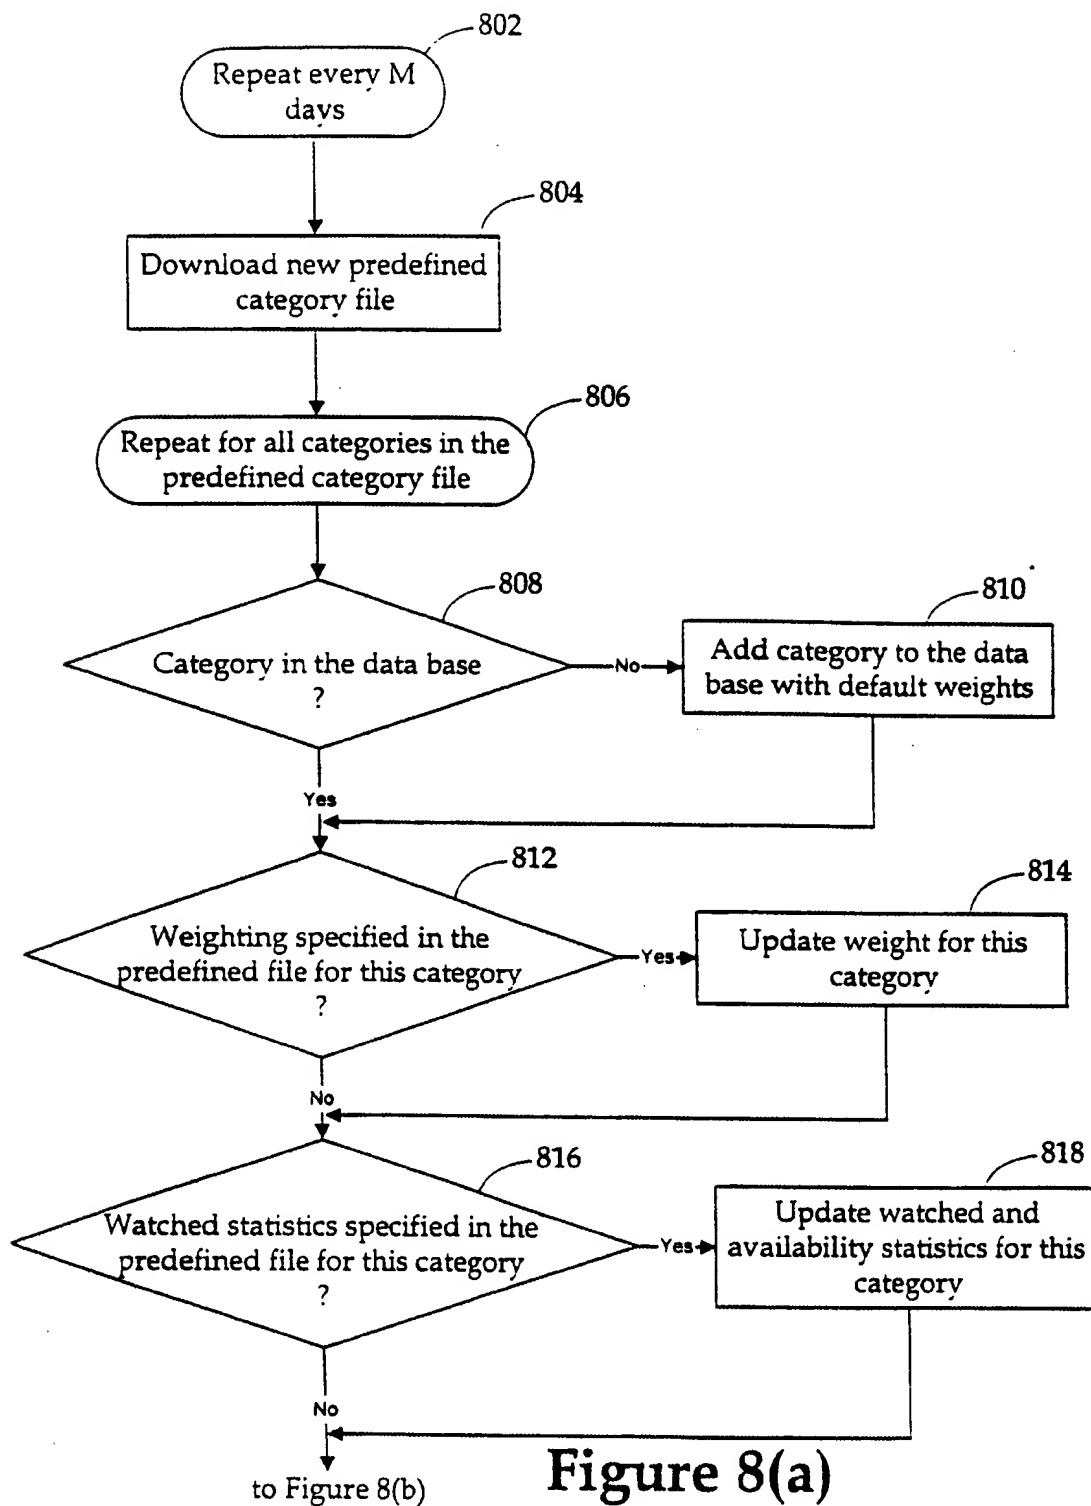 802
Repeat every M
days
804
Download new predefined
category file
806
Repeat for all categories in the
predefined category file
808
Category in the data base
?
No
810
Add category to the data
base with default weights
Yes
812
Weighting specified in the
predefined file for this category
?
Yes
814
Update weight for this
category
No
816
Watched statistics specified in the
predefined file for this category
?
Yes
818
Update watched and
availability statistics for this
category
No
to Figure 8(b)
Figure 8(a)